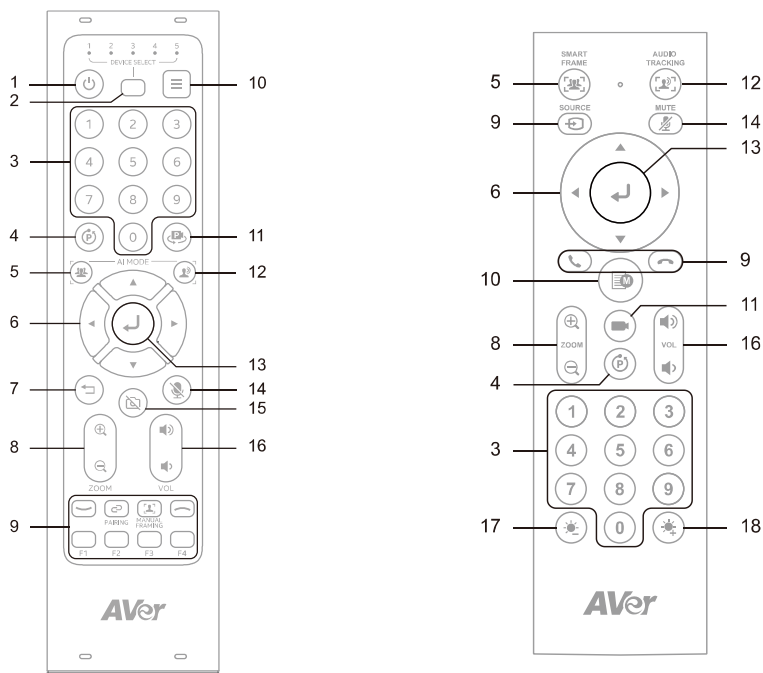 1 2 3 4 5
DEVICE SELECT
1
2
10
1 2 3
3
4 5 6
7 8 9
4
P
0
P
11
AI MODE
5
12
6
13
7
14
15
8
16
ZOOM
VOL
9
PAIRING
MANUAL
FRAMING
F1 F2 F3 F4
AVer
SMART
FRAME
AUDIO
TRACKING
5
12
SOURCE
MUTE
9
14
13
6
9
10
M
11
8
ZOOM
VOL
16
4
P
1 2 3
3
4 5 6
7 8 9
17
0
18
AVer